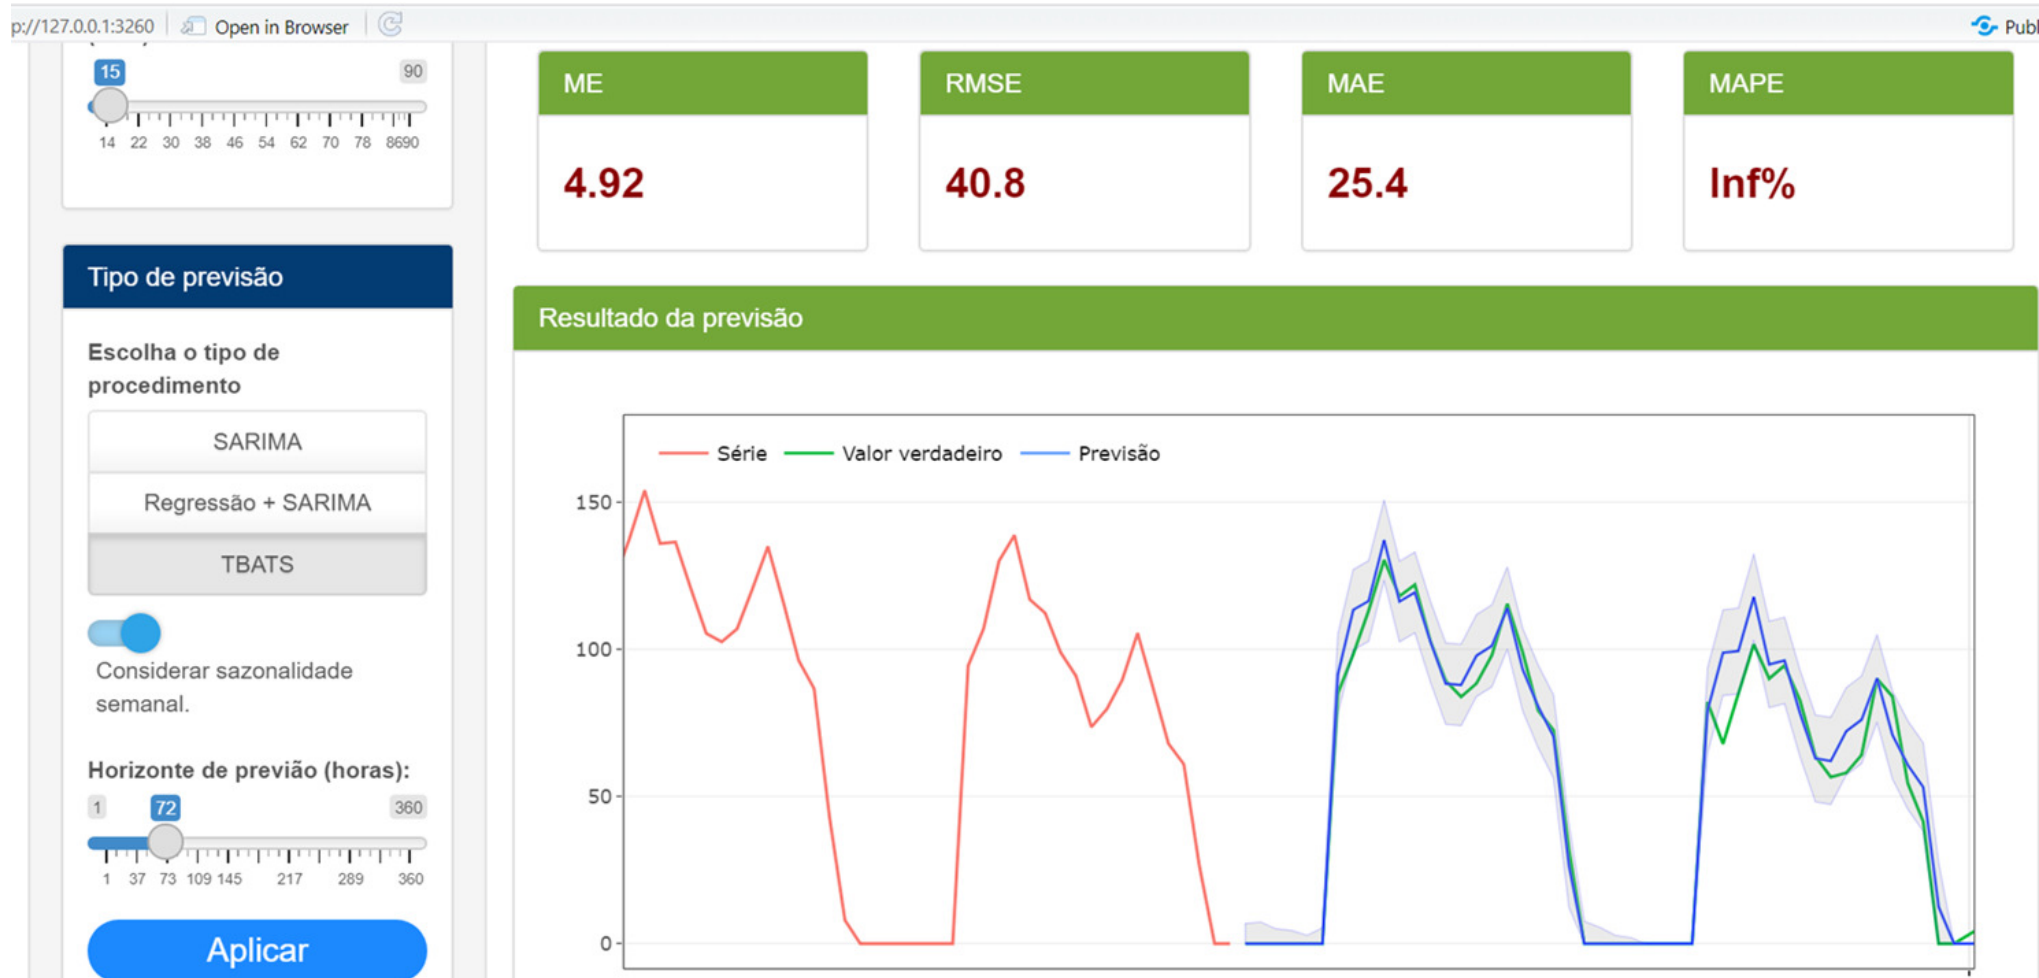 p://127.0.0.1:3260 Open in Browser Publ
15 90
14 22 30 38 46 54 62 70 78 8690
ME RMSE MAE MAPE
4.92 40.8 25.4 Inf%
Tipo de previsão
Escolha o tipo de
procedimento
SARIMA
Regressão + SARIMA
TBATS
Considerar sazonalidade
semanal.
Horizonte de previão (horas):
1 72 360
1 37 73 109 145 217 289 360
Aplicar
Resultado da previsão
Série Valor verdadeiro Previsão
150
100
50
0